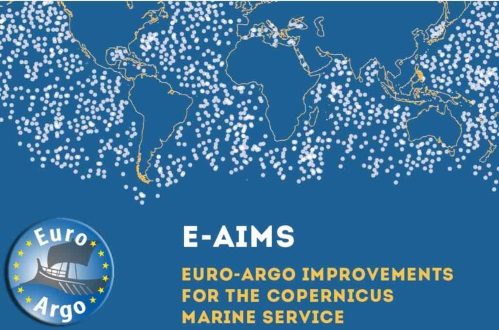 E-AIMS
EURO-ARGO IMPROVEMENTS
FOR THE COPERNICUS
MARINE SERVICE
Euro
Argo